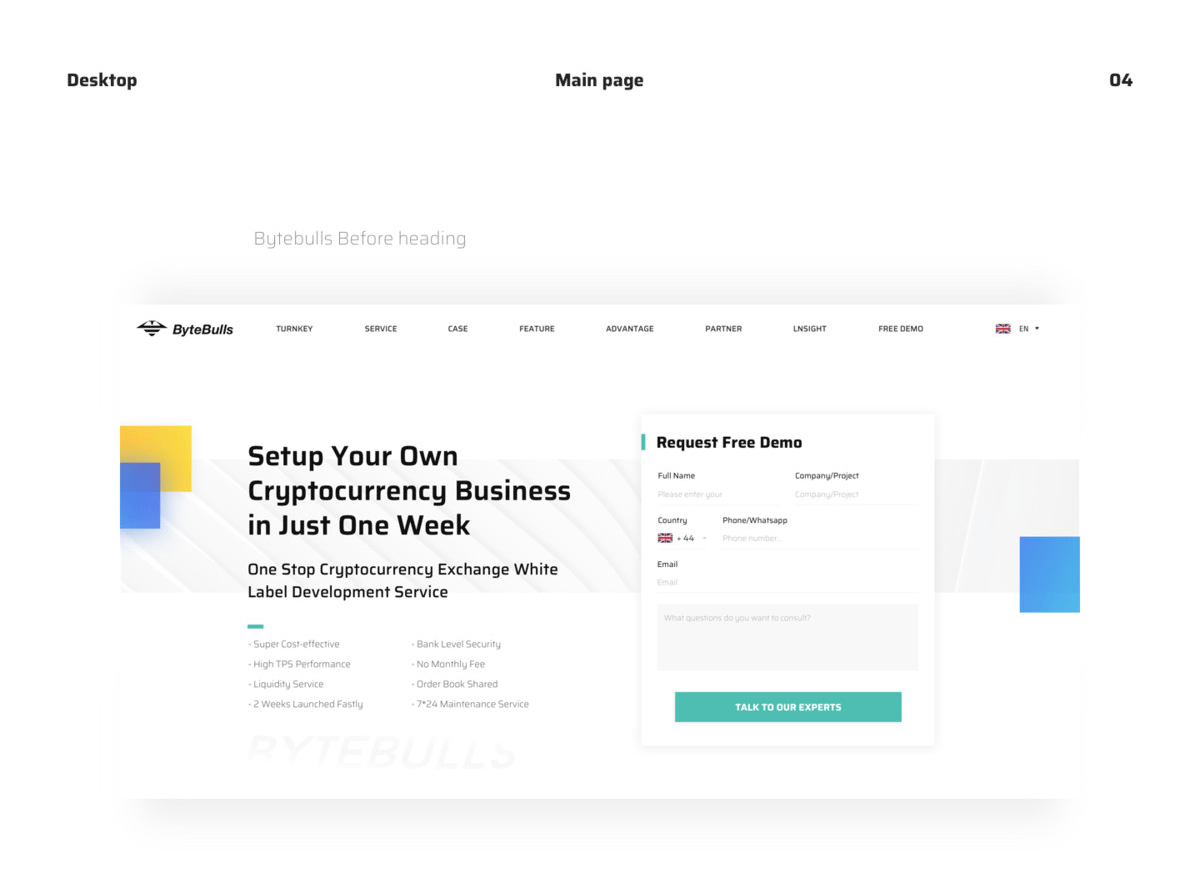 Desktop
Main page
04
Bytebulls Before heading
ByteBulls
TURNKEY
SERVICE
CASE
FEATURE
ADVANTAGE
PARTNER
LNSIGHT
FREE DEMO
EN
Setup Your Own
Cryptocurrency Business
in Just One Week
One Stop Cryptocurrency Exchange White
Label Development Service
- Super Cost-effective
- High TPS Performance
- Liquidity Service
- 2 Weeks Launched Fastly
- Bank Level Security
- No Monthly Fee
- Order Book Shared
- 7*24 Maintenance Service
BYTEBULLS
Request Free Demo
Full Name
Company/Project
Please enter your
Company/Project
Country
Phone/Whatsapp
+ 44
Phone number...
Email
Email
What questions do you want to consult?
TALK TO OUR EXPERTS